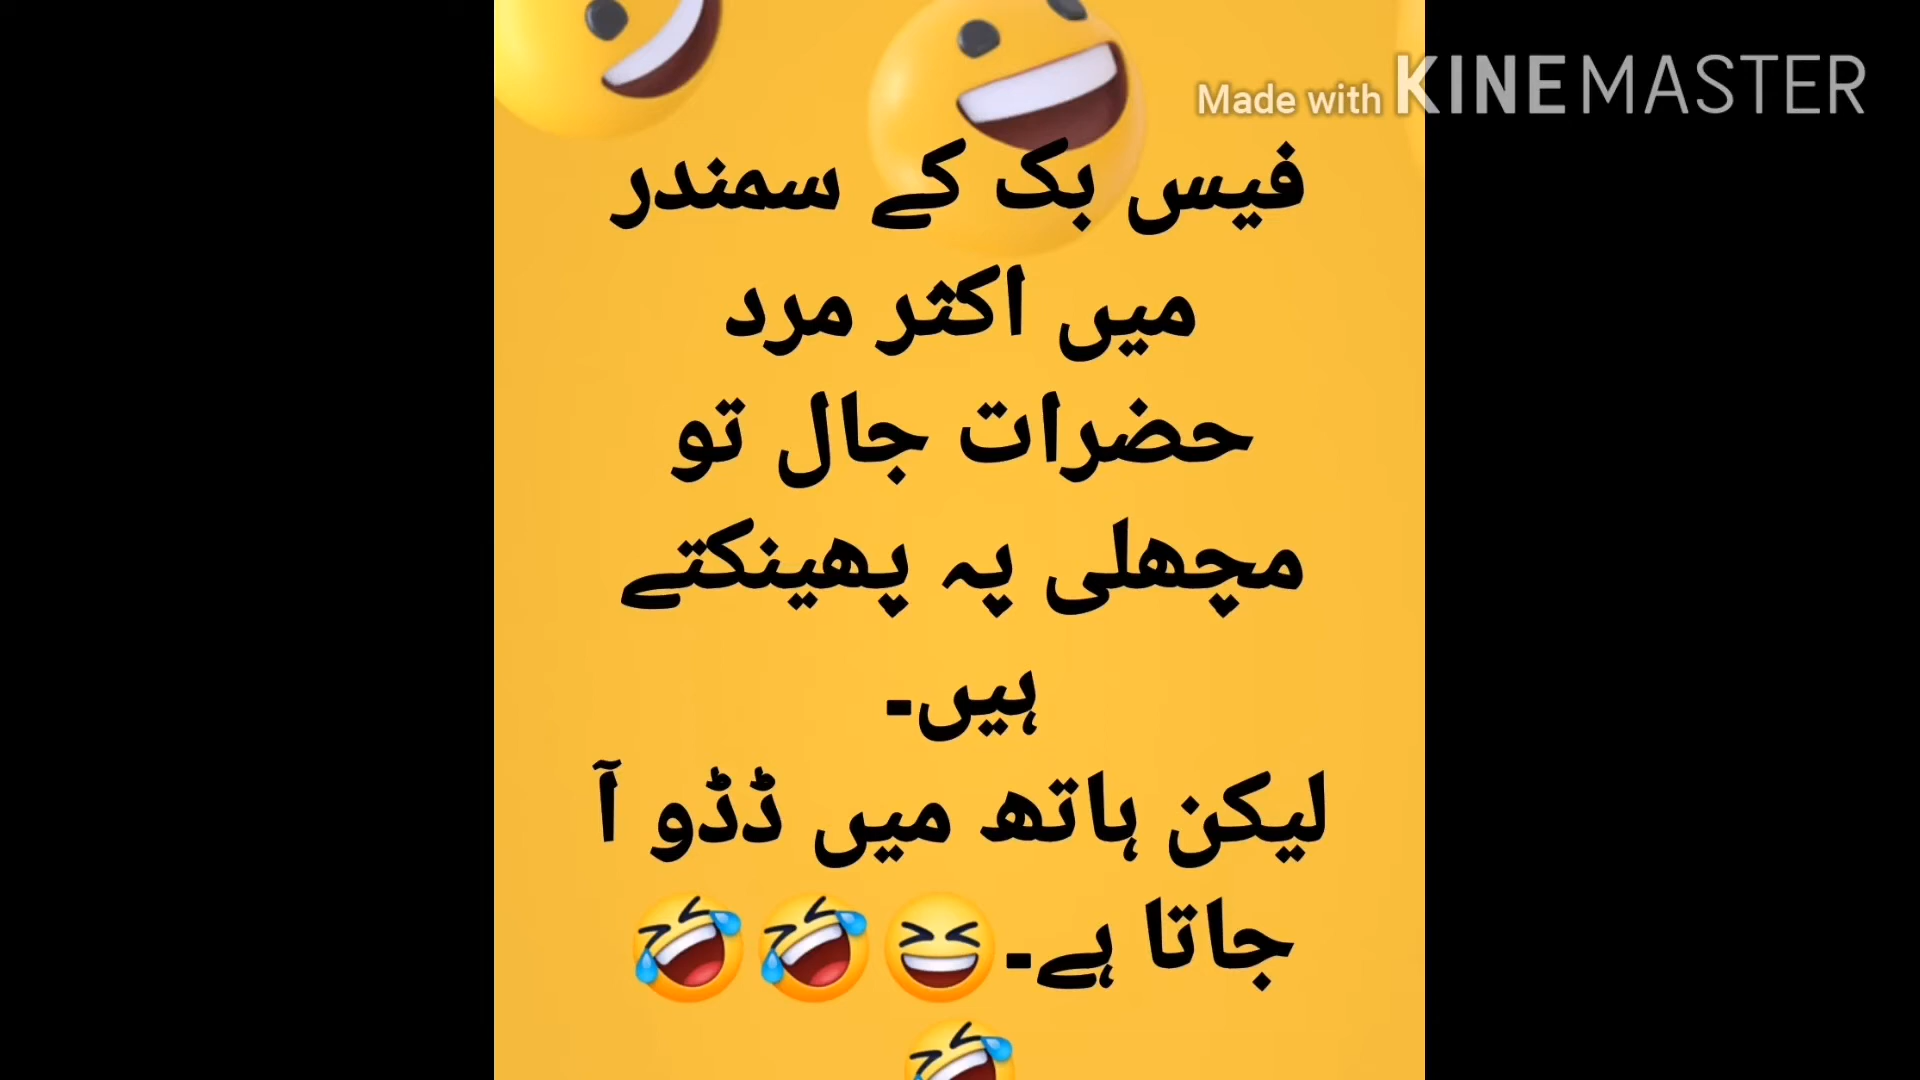 Made with KINEMASTER
فیس بک کے سمندر
میں اکثر مرد
حضرات جال تو
مچھلی پہ پھینکتے
ہیں۔
لیکن ہاتھ میں ڈڈو آ
جاتا ہے۔😆🤣🤣
🤣